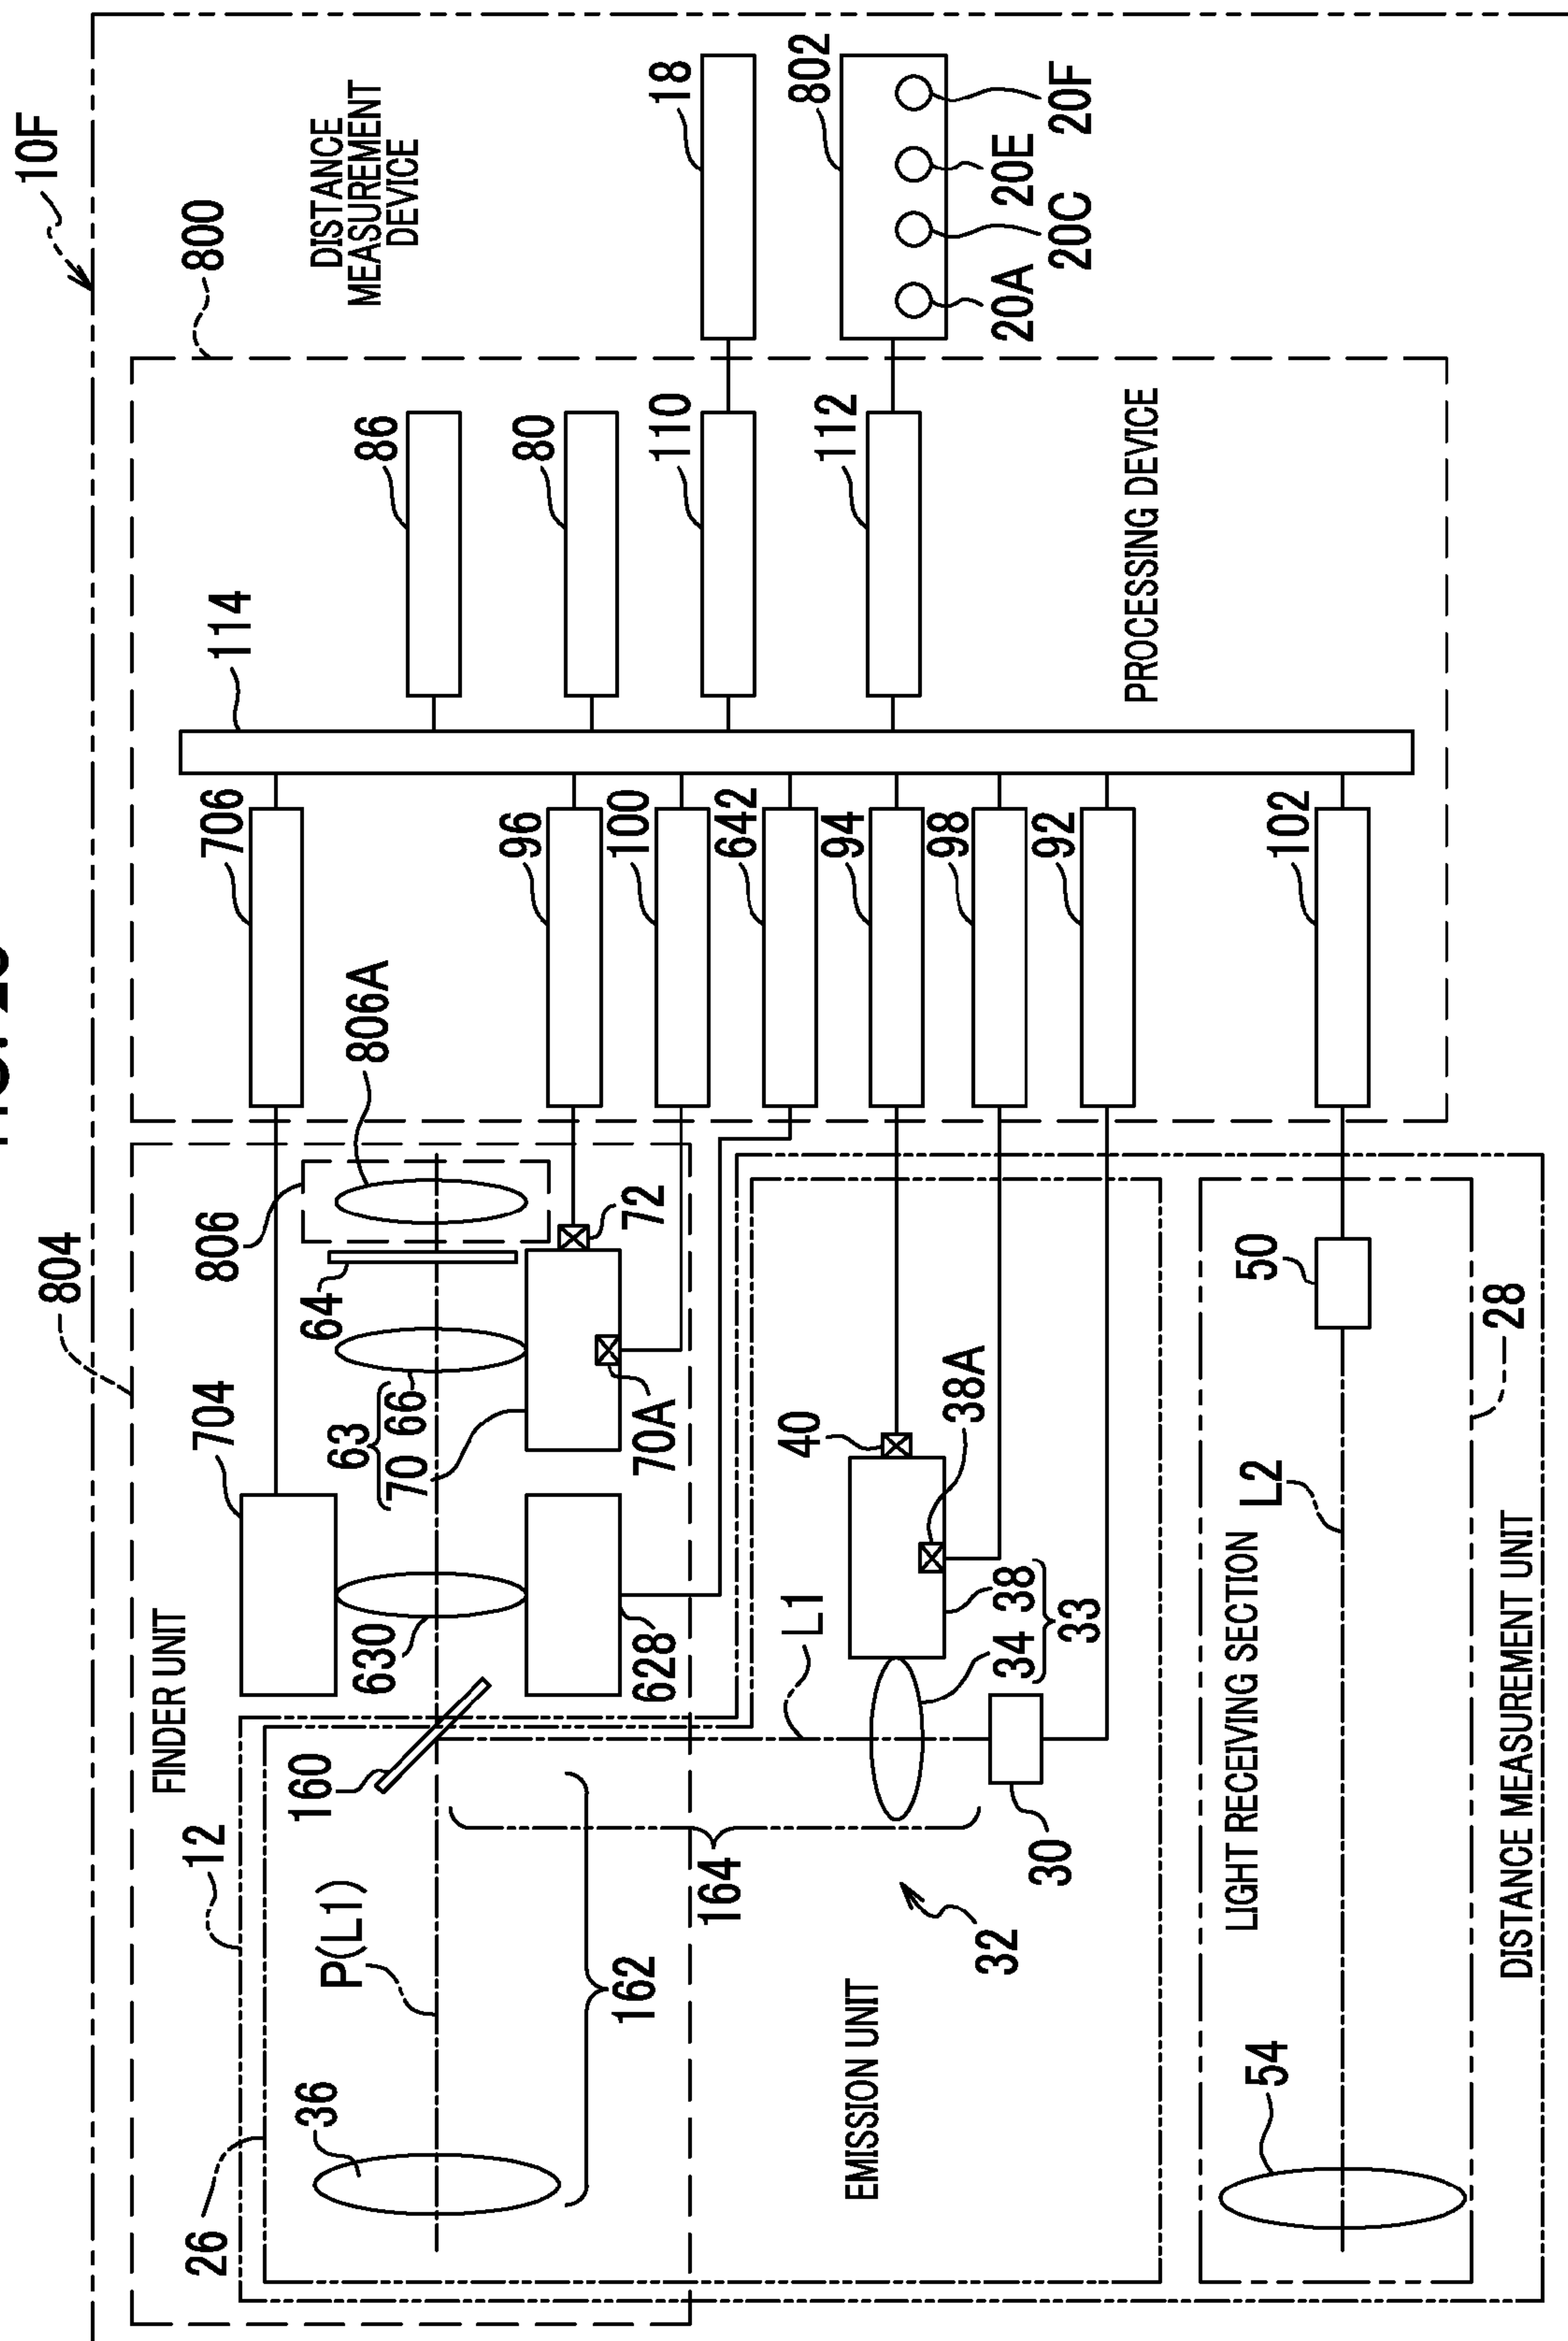 10F
DISTANCE
MEASUREMENT
DEVICE
804
800
FINDER UNIT
12
26
704
806
706
114
806A
36
P(L1)
160
630
63
70
66
64
162
628
70A
72
96
100
642
94
98
92
102
86
80
110
112
18
802
20A
20C
20E
20F
PROCESSING DEVICE
164
L1
40
38A
34
38
33
30
32
EMISSION UNIT
54
LIGHT RECEIVING SECTION
L2
50
28
DISTANCE MEASUREMENT UNIT